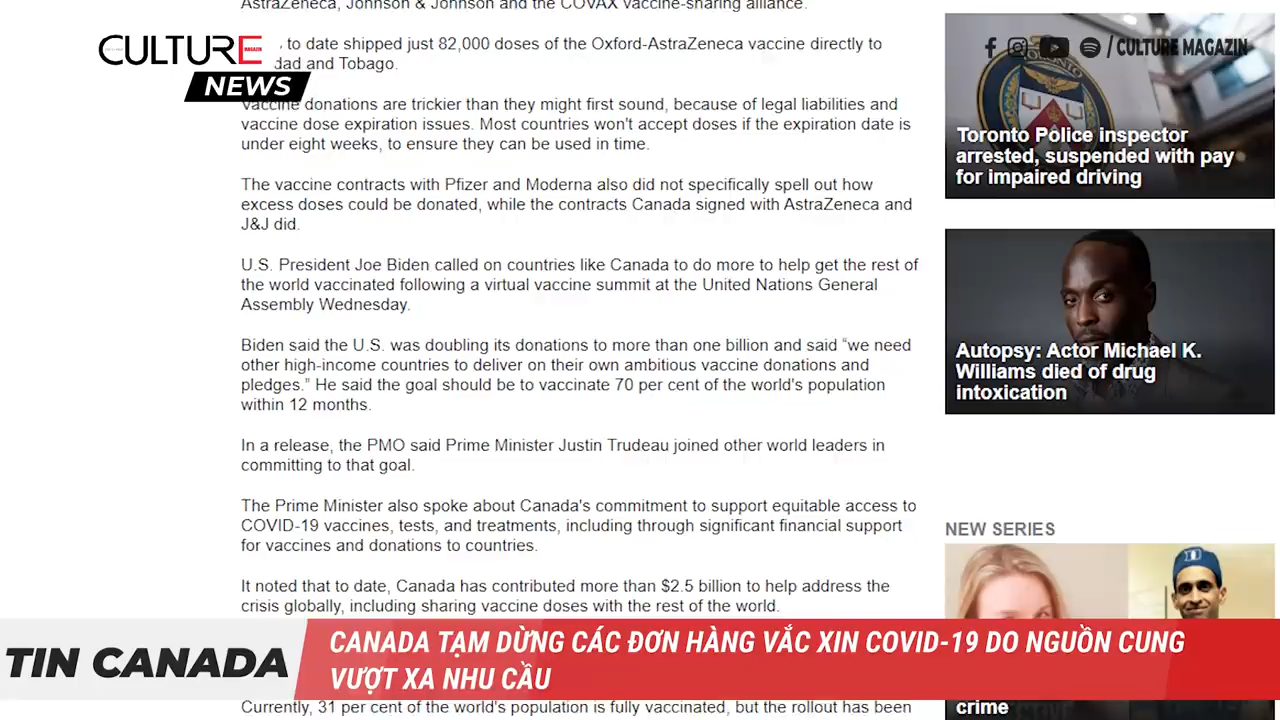 AstraZeneca, Johnson & Johnson and the COVAX vaccine-sharing alliance.
CULTURE
MAGAZIN
NEWS
to date shipped just 82,000 doses of the Oxford-AstraZeneca vaccine directly to
dad and Tobago.
Vaccine donations are trickier than they might first sound, because of legal liabilities and
vaccine dose expiration issues. Most countries won't accept doses if the expiration date is
under eight weeks, to ensure they can be used in time.
The vaccine contracts with Pfizer and Moderna also did not specifically spell out how
excess doses could be donated, while the contracts Canada signed with AstraZeneca and
J&J did.
U.S. President Joe Biden called on countries like Canada to do more to help get the rest of
the world vaccinated following a virtual vaccine summit at the United Nations General
Assembly Wednesday.
Biden said the U.S. was doubling its donations to more than one billion and said “we need
other high-income countries to deliver on their own ambitious vaccine donations and
pledges.” He said the goal should be to vaccinate 70 per cent of the world's population
within 12 months.
In a release, the PMO said Prime Minister Justin Trudeau joined other world leaders in
committing to that goal.
The Prime Minister also spoke about Canada's commitment to support equitable access to
COVID-19 vaccines, tests, and treatments, including through significant financial support
for vaccines and donations to countries.
It noted that to date, Canada has contributed more than $2.5 billion to help address the
crisis globally, including sharing vaccine doses with the rest of the world.
Currently, 31 per cent of the world's population is fully vaccinated, but the rollout has been
/ CULTURE MAGAZIN
TORONTO
Toronto Police inspector
arrested, suspended with pay
for impaired driving
Autopsy: Actor Michael K.
Williams died of drug
intoxication
NEW SERIES
crime
TIN CANADA
CANADA TẠM DỪNG CÁC ĐƠN HÀNG VẮC XIN COVID-19 DO NGUỒN CUNG
VƯỢT XA NHU CẦU